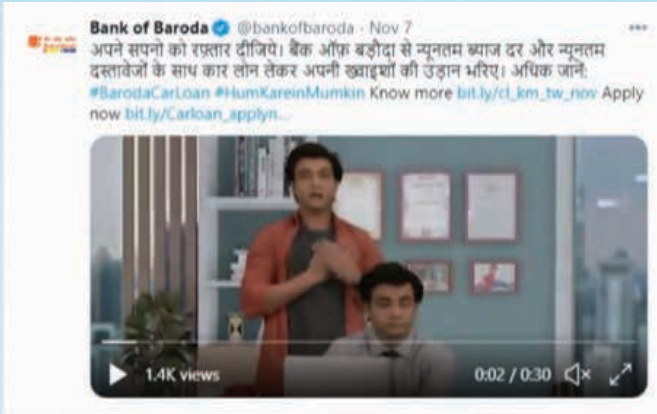 Bank of Baroda @bankofbaroda · Nov 7
अपने सपनो को रफ़्तार दीजिये। बैंक ऑफ़ बड़ौदा से न्यूनतम ब्याज दर और न्यूनतम
दस्तावेजों के साथ कार लोन लेकर अपनी ख्वाइशों की उड़ान भरिए। अधिक जानें:
#BarodaCarLoan #HumKareinMumkin Know more bit.ly/cl_km_tw_nov Apply
now bit.ly/Carloan_applyn...
1.4K views
0:02 / 0:30